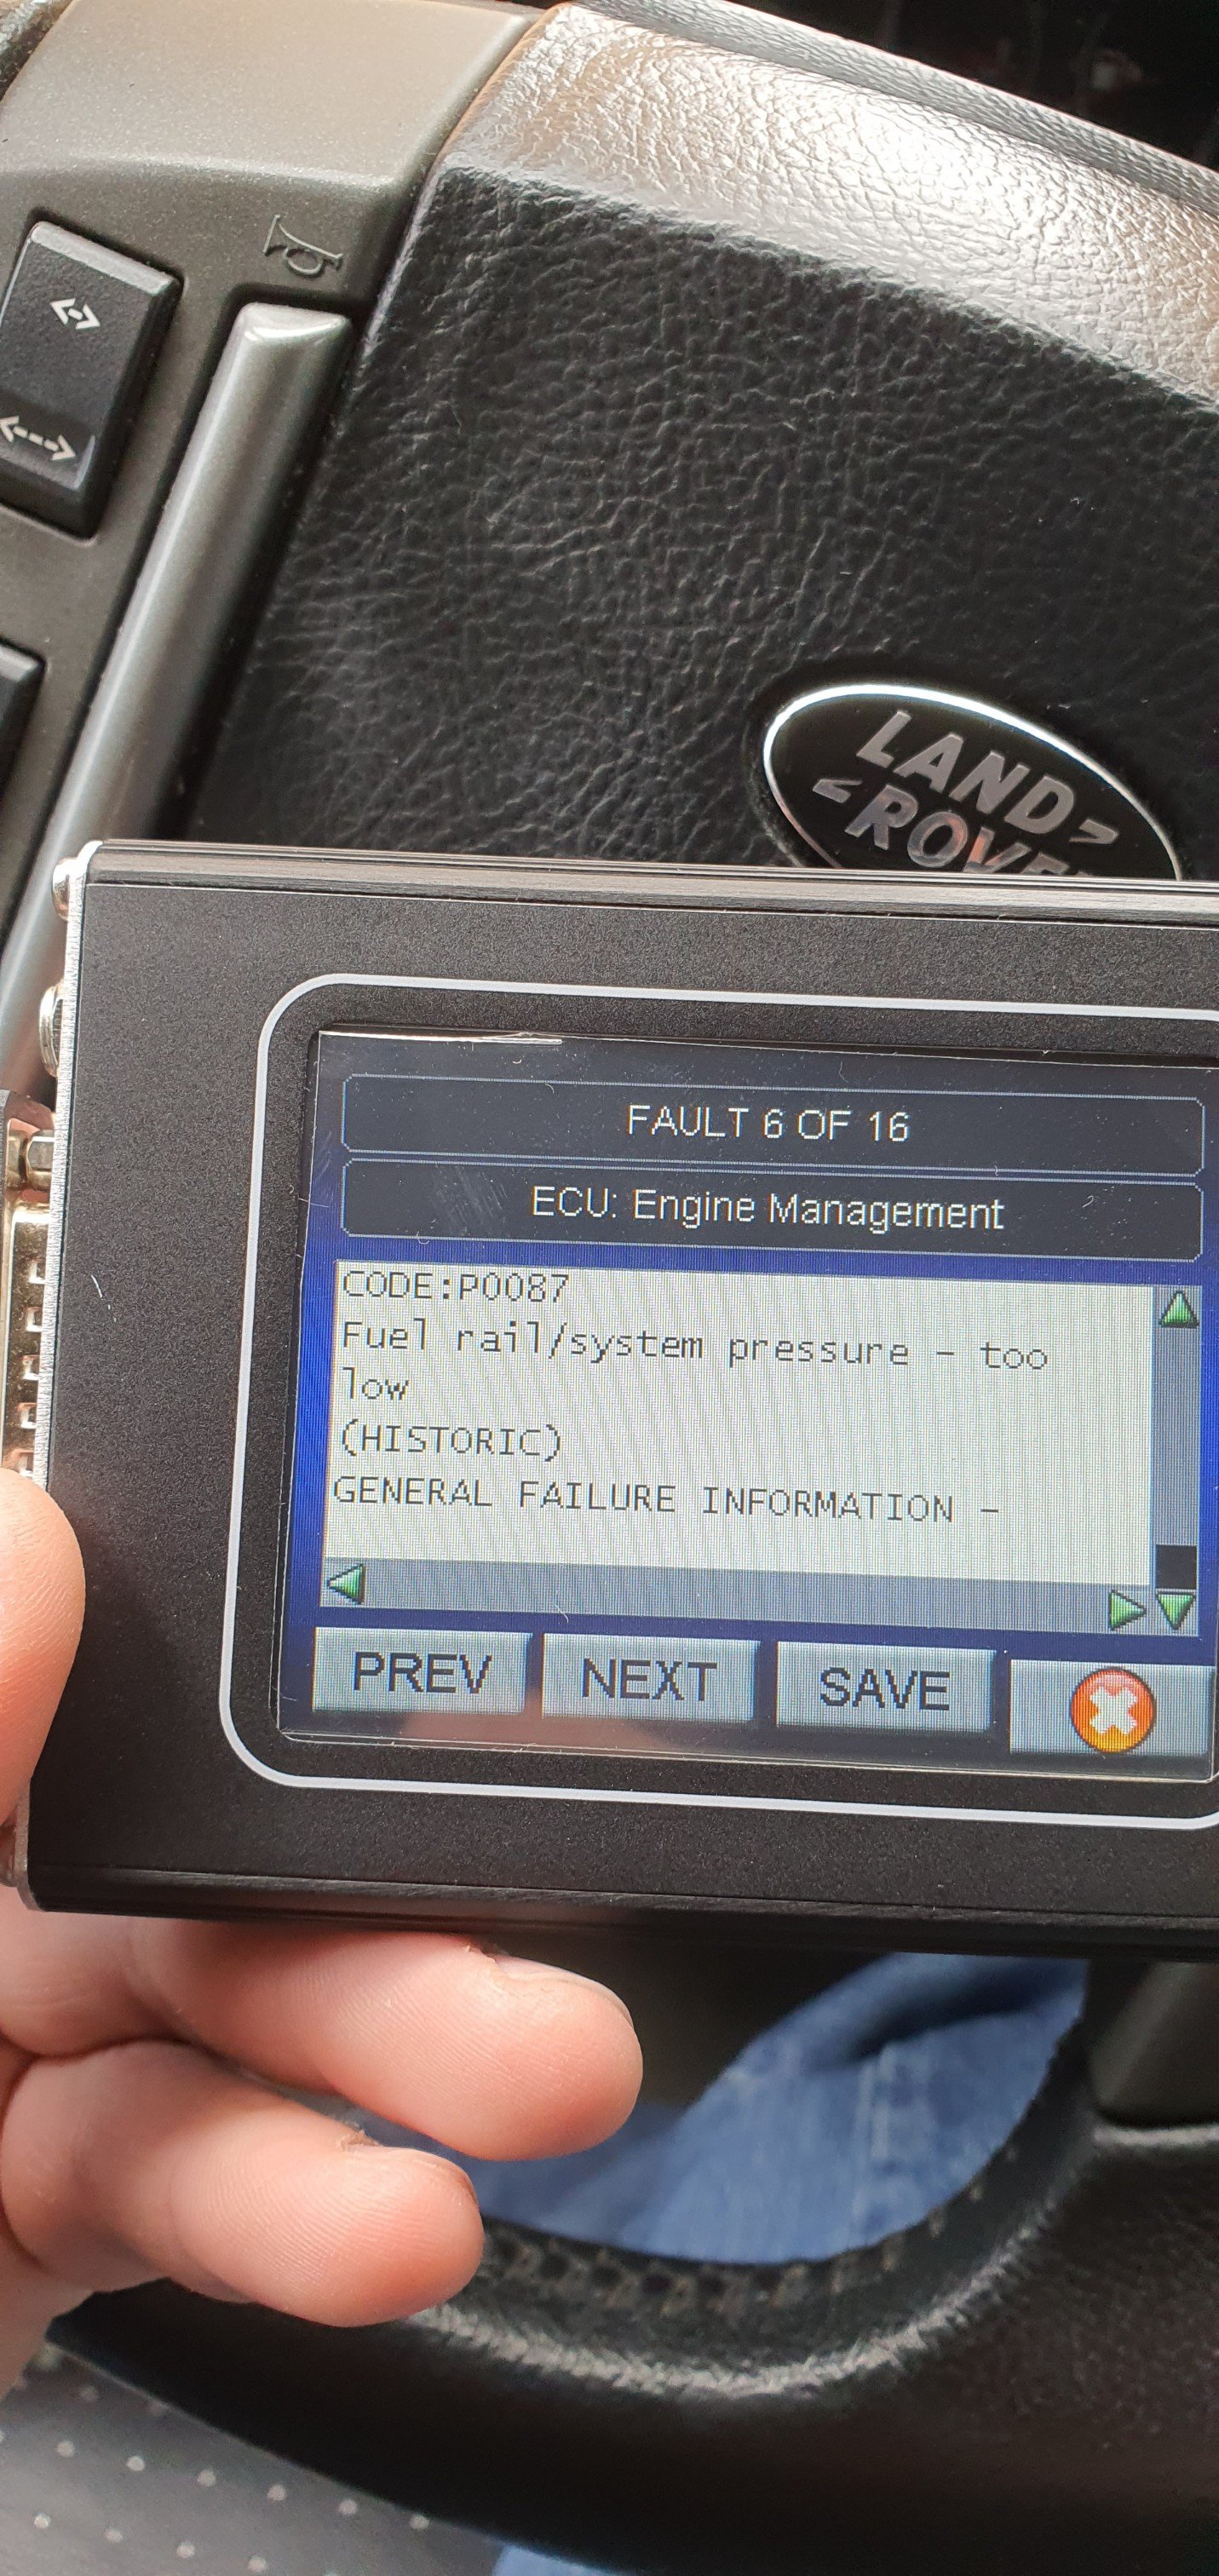 LAND
FAULT 6 OF 16
ECU: Engine Management
CODE:P0087
Fuel rail/system pressure - too
low
(HISTORIC)
GENERAL FAILURE INFORMATION -
PREV NEXT SAVE